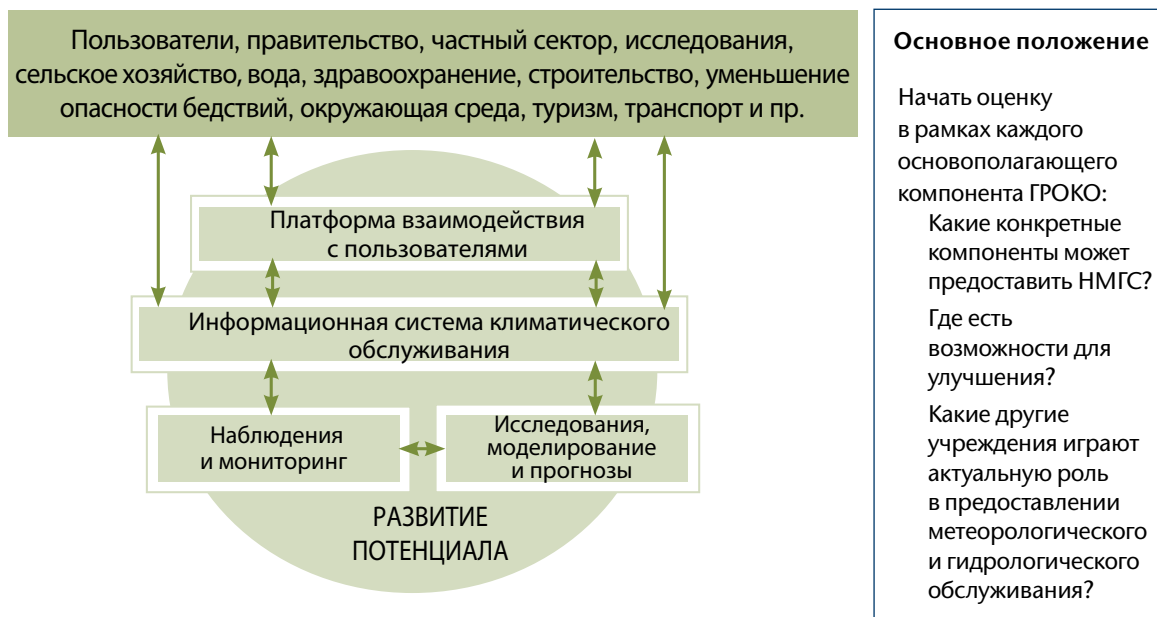 Пользователи, правительство, частный сектор, исследования,
сельское хозяйство, вода, здравоохранение, строительство, уменьшение
опасности бедствий, окружающая среда, туризм, транспорт и пр.
Платформа взаимодействия
с пользователями
Информационная система климатического
обслуживания
Наблюдения
и мониторинг
Исследования,
моделирование
и прогнозы
РАЗВИТИЕ
ПОТЕНЦИАЛА
Основное положение
Начать оценку
в рамках каждого
основополагающего
компонента ГРОКО:
Какие конкретные
компоненты может
предоставить НМГС?
Где есть
возможности для
улучшения?
Какие другие
учреждения играют
актуальную роль
в предоставлении
метеорологического
и гидрологического
обслуживания?